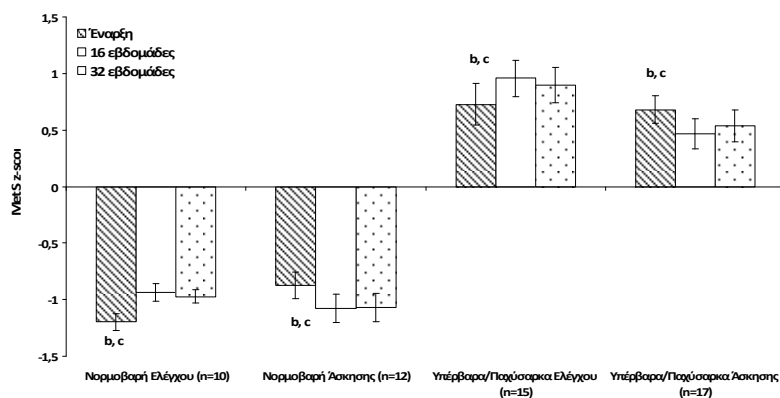 1,5
Έναρξη
16 εβδομάδες
32 εβδομάδες
b, c
b, c
1
0,5
MetS z-scor
0
-0,5
-1
b, c
b, c
-1,5
Νορμοβαρή Ελέγχου (n=10)
Νορμοβαρή Άσκησης (n=12)
Υπέρβαρα/Παχύσαρκα Ελέγχου
(n=15)
Υπέρβαρα/Παχύσαρκα Άσκησης
(n=17)